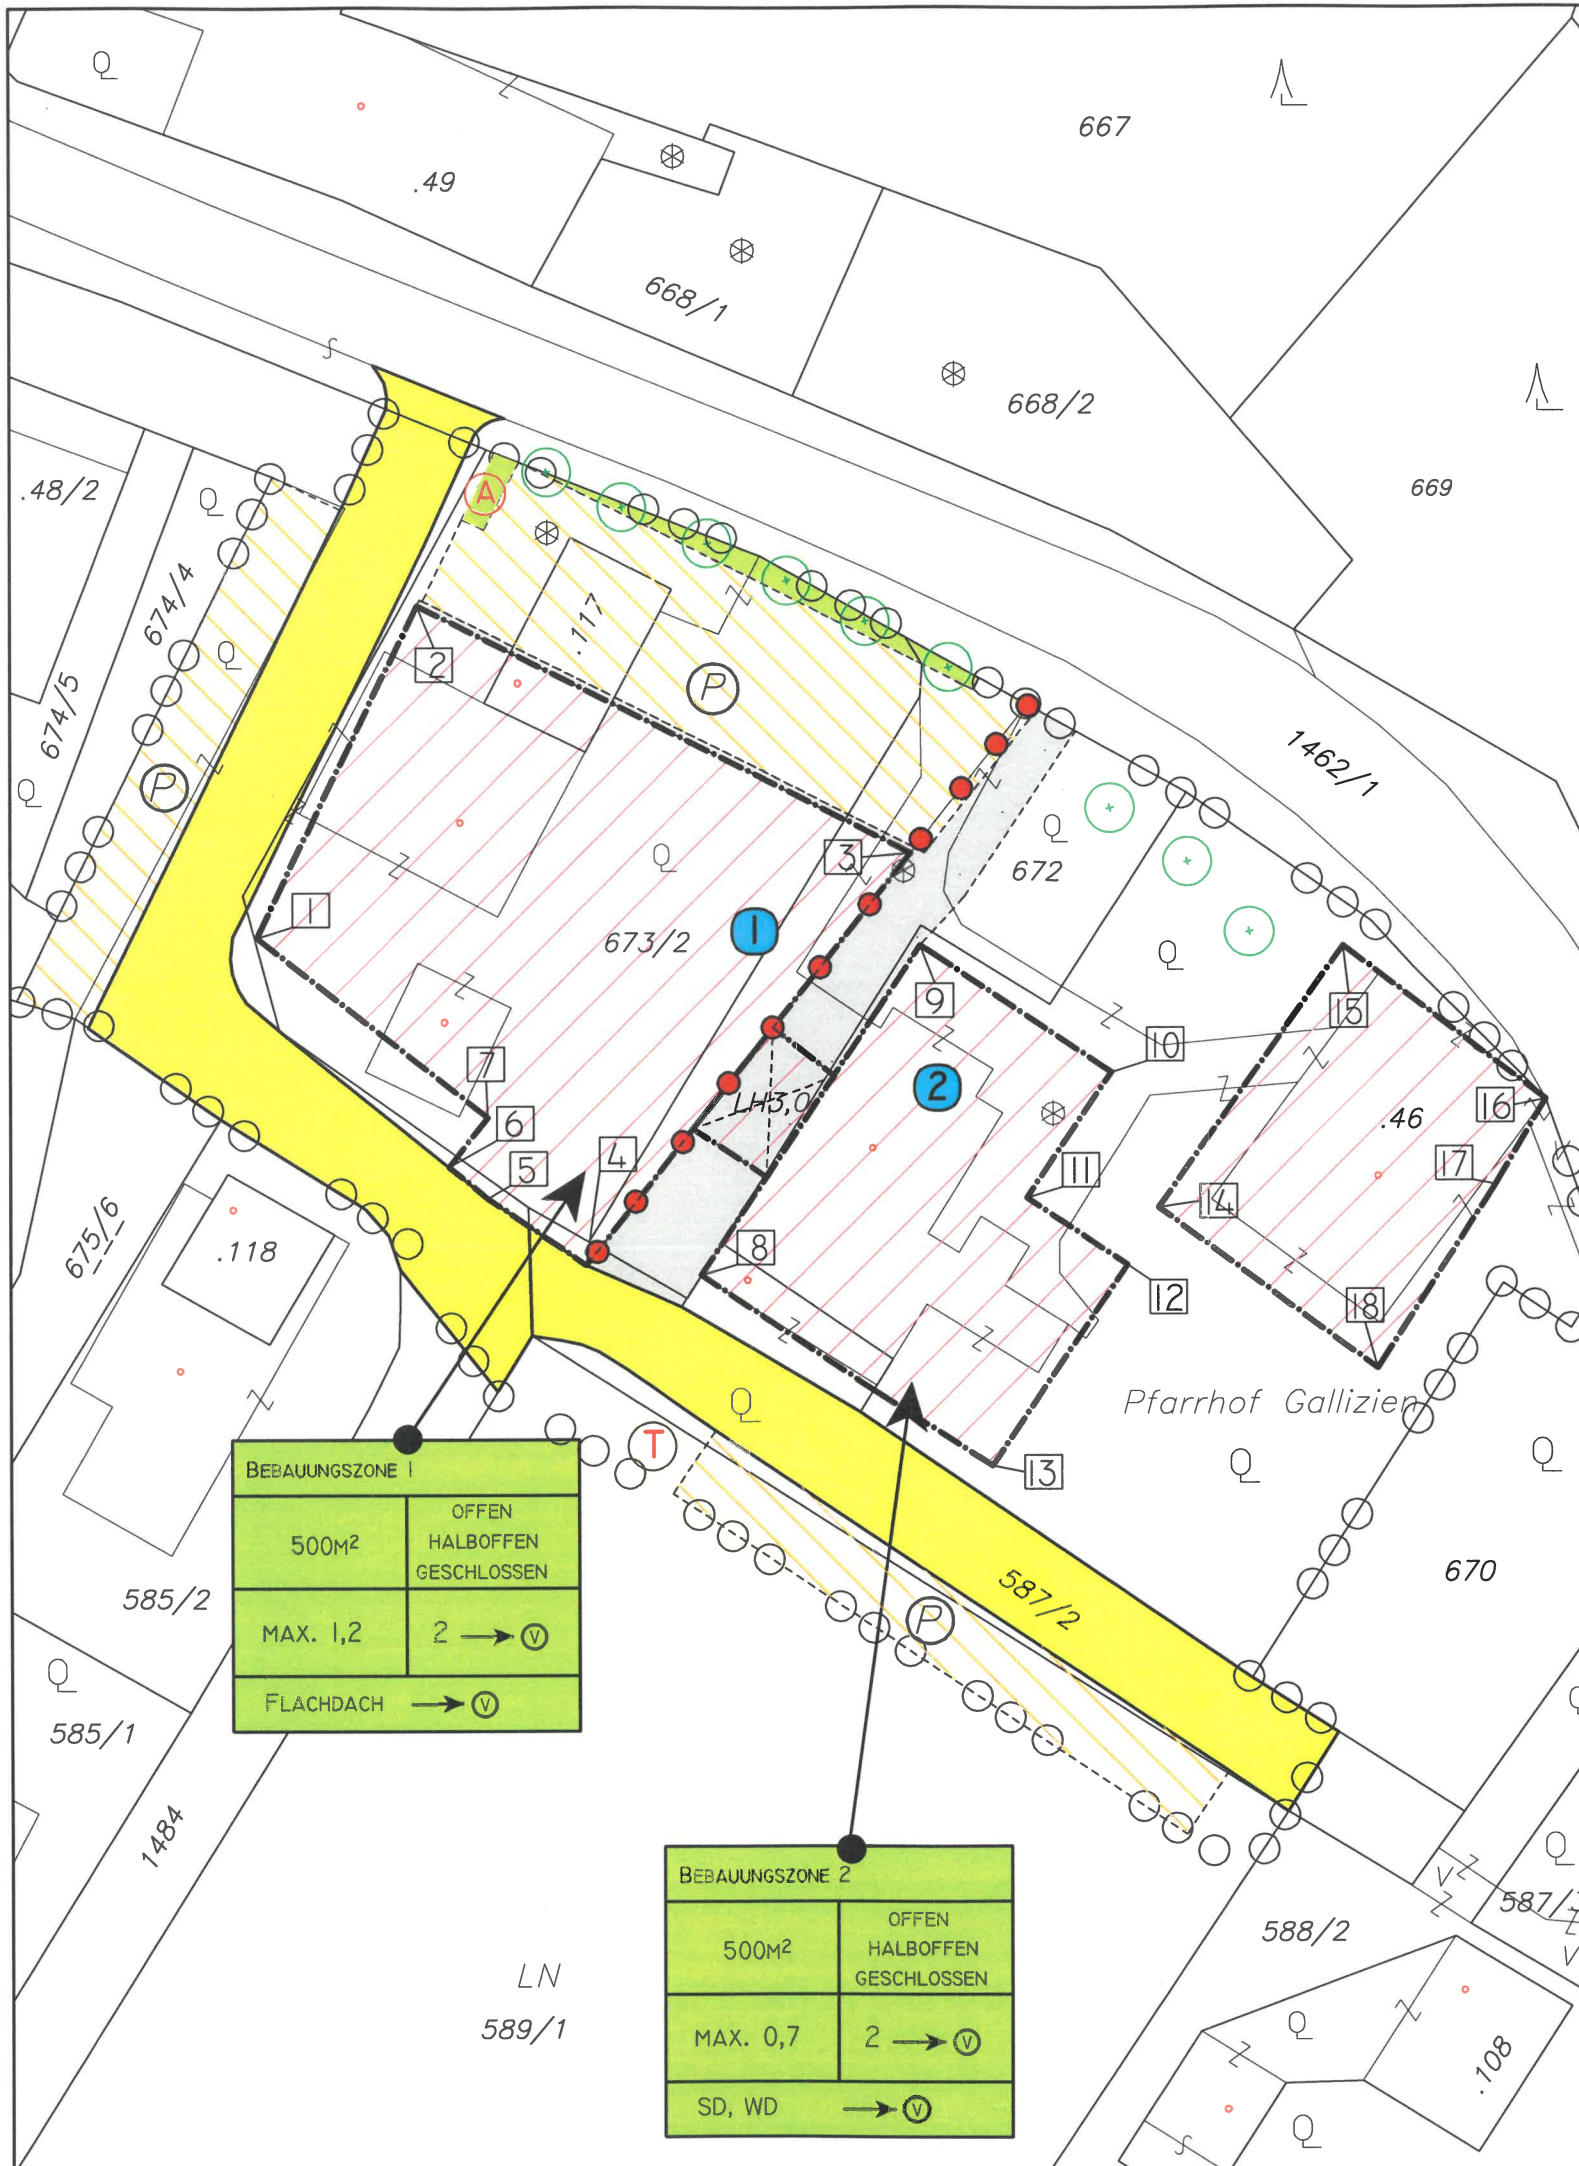 667
.49
668/1
668/2
669
.48/2
A
674/4
.117
674/5
2
P
1462/1
P
3
672
1
1
673/2
9
15
10
2
7
LH3,0
16
.46
6
4
11
17
5
14
675/6
.118
8
12
18
Pfarrhof Gallizien
T
13
BEBAUUNGSZONE 1
500M²
OFFEN
HALBOFFEN
GESCHLOSSEN
MAX. 1,2
2 → V
FLACHDACH → V
670
587/2
P
585/2
585/1
1484
BEBAUUNGSZONE 2
500M²
OFFEN
HALBOFFEN
GESCHLOSSEN
MAX. 0,7
2 → V
SD, WD → V
588/2
LN
589/1
.108